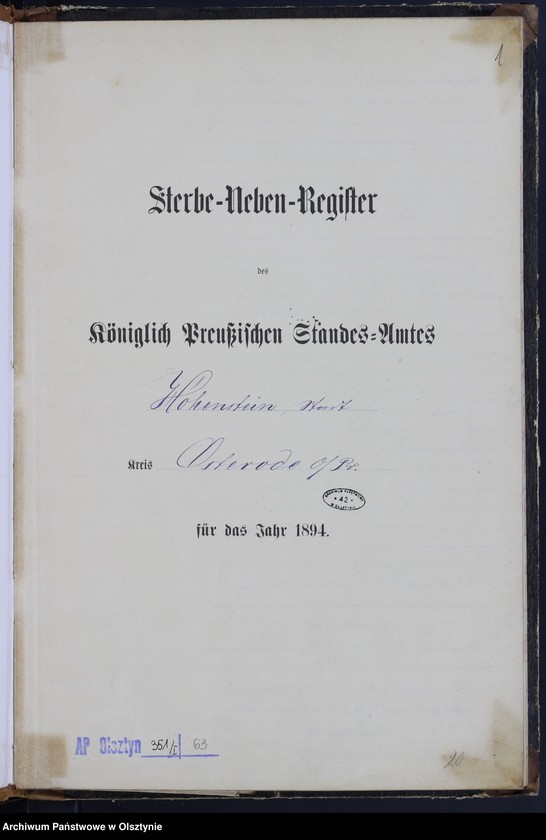 1
Sterbe-Neben-Register
des
Königlich Preußischen Standes-Amtes
Hohenstein, Stadt
Kreis Osterode o/Pr.
42
für das Jahr 1894.
AP Olsztyn 351/I 63
10
Archiwum Państwowe w Olsztynie